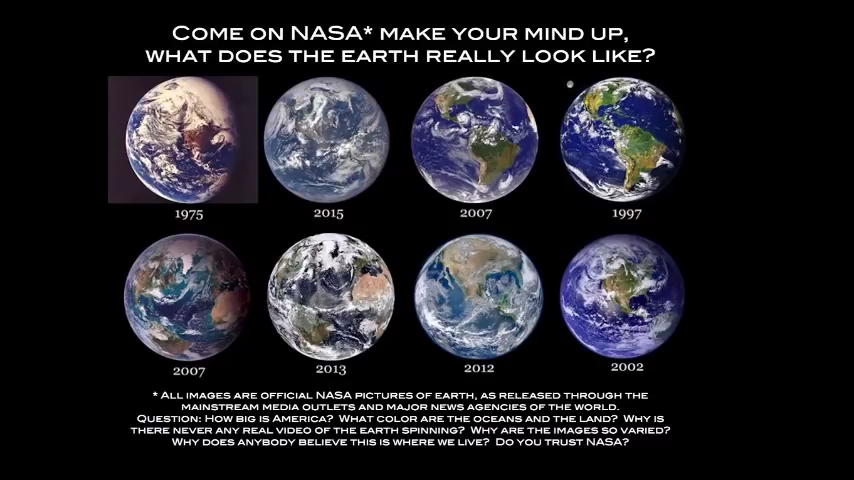 Come on NASA* make your mind up,
what does the earth really look like?
1975
2015
2007
1997
2007
2013
2012
2002
* All images are official NASA pictures of earth, as released through the
mainstream media outlets and major news agencies of the world.
Question: How big is America? What color are the oceans and the land? Why is
there never any real video of the earth spinning? Why are the images so varied?
Why does anybody believe this is where we live? Do you trust NASA?